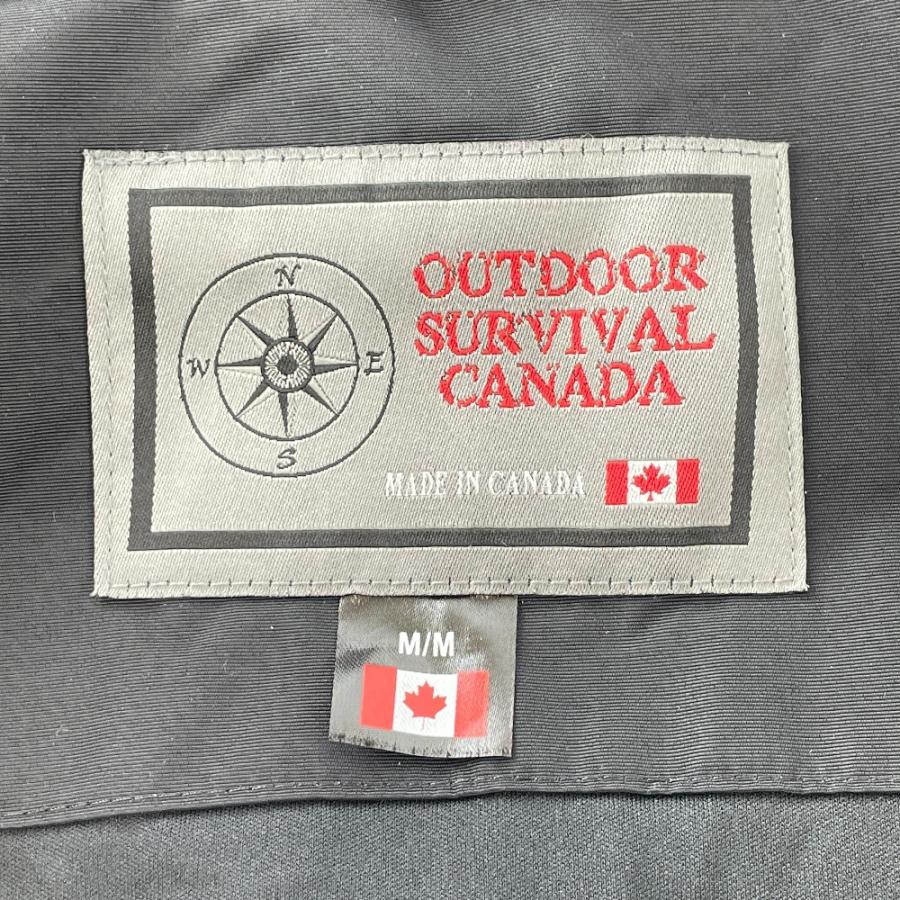 N
W E
S
OUTDOOR
SURVIVAL
CANADA
MADE IN CANADA
M/M